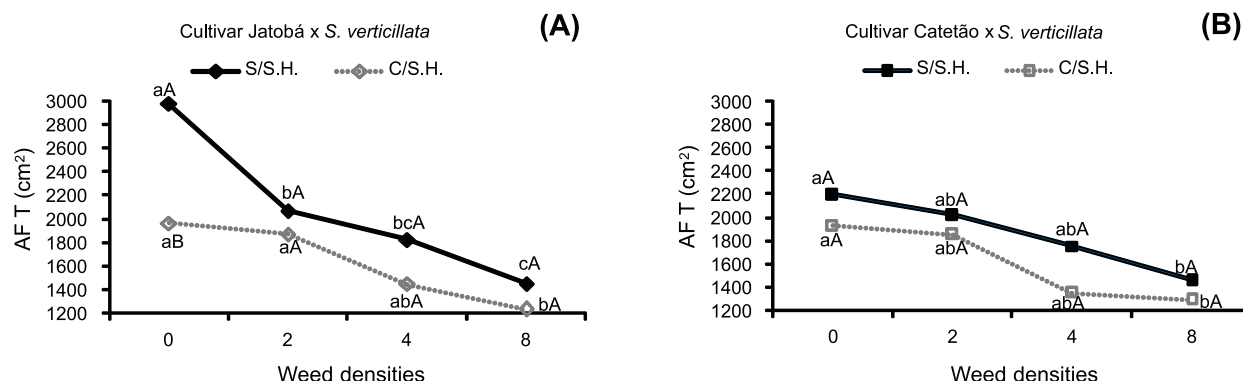 Cultivar Jatobá x S. verticillata
(A)
S/S.H.
C/S.H.
AF T (cm²)
3000
2800
2600
2400
2200
2000
1800
1600
1400
1200
aA
bA
bcA
cA
aB
aA
abA
bA
0 2 4 8
Weed densities
Cultivar Catetão x S. verticillata
(B)
S/S.H.
C/S.H.
AF T (cm²)
3000
2800
2600
2400
2200
2000
1800
1600
1400
1200
aA
abA
abA
bA
aA
abA
abA
bA
0 2 4 8
Weed densities